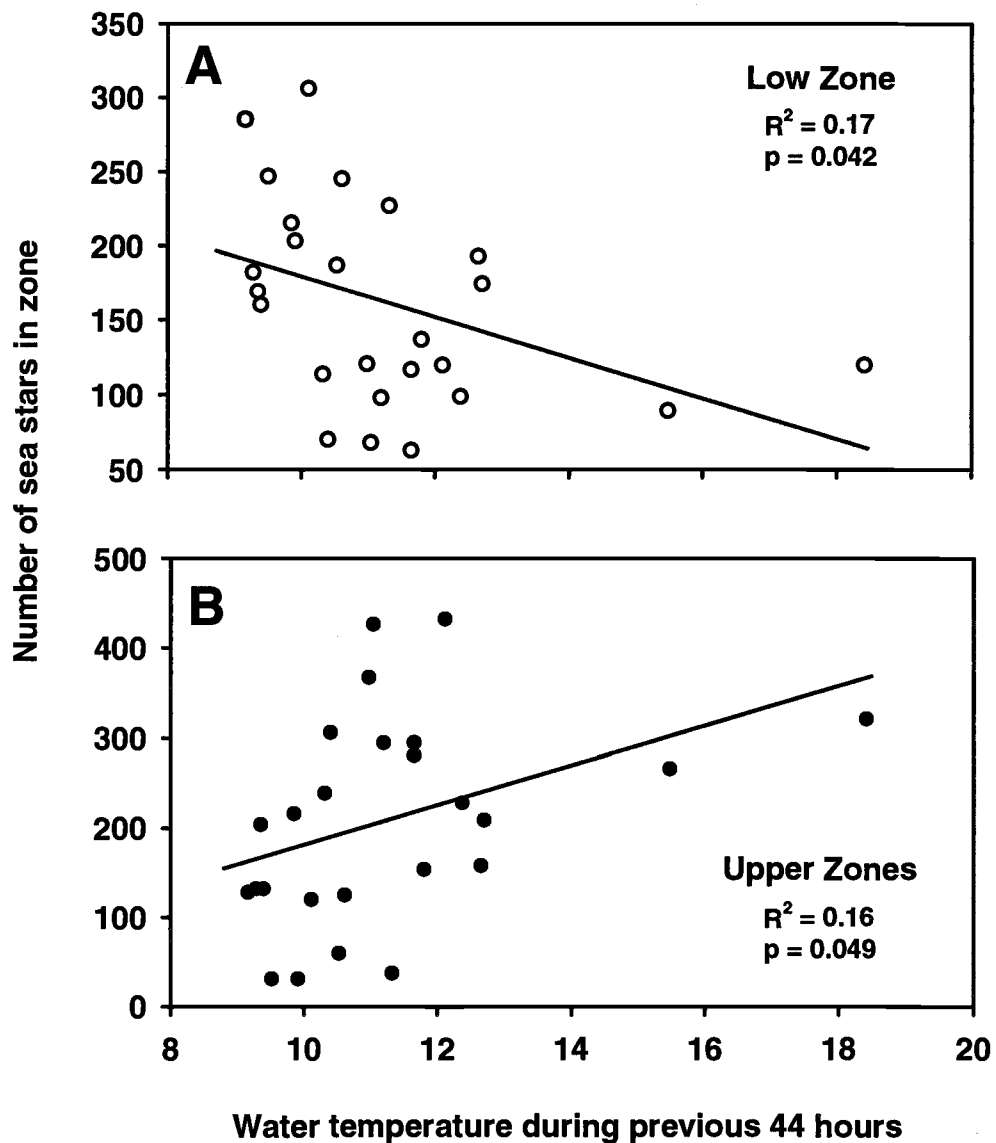 Number of sea stars in zone
350
300
250
200
150
100
50
A
Low Zone
R² = 0.17
p = 0.042
500
400
300
200
100
0
B
Upper Zones
R² = 0.16
p = 0.049
8 10 12 14 16 18 20
Water temperature during previous 44 hours